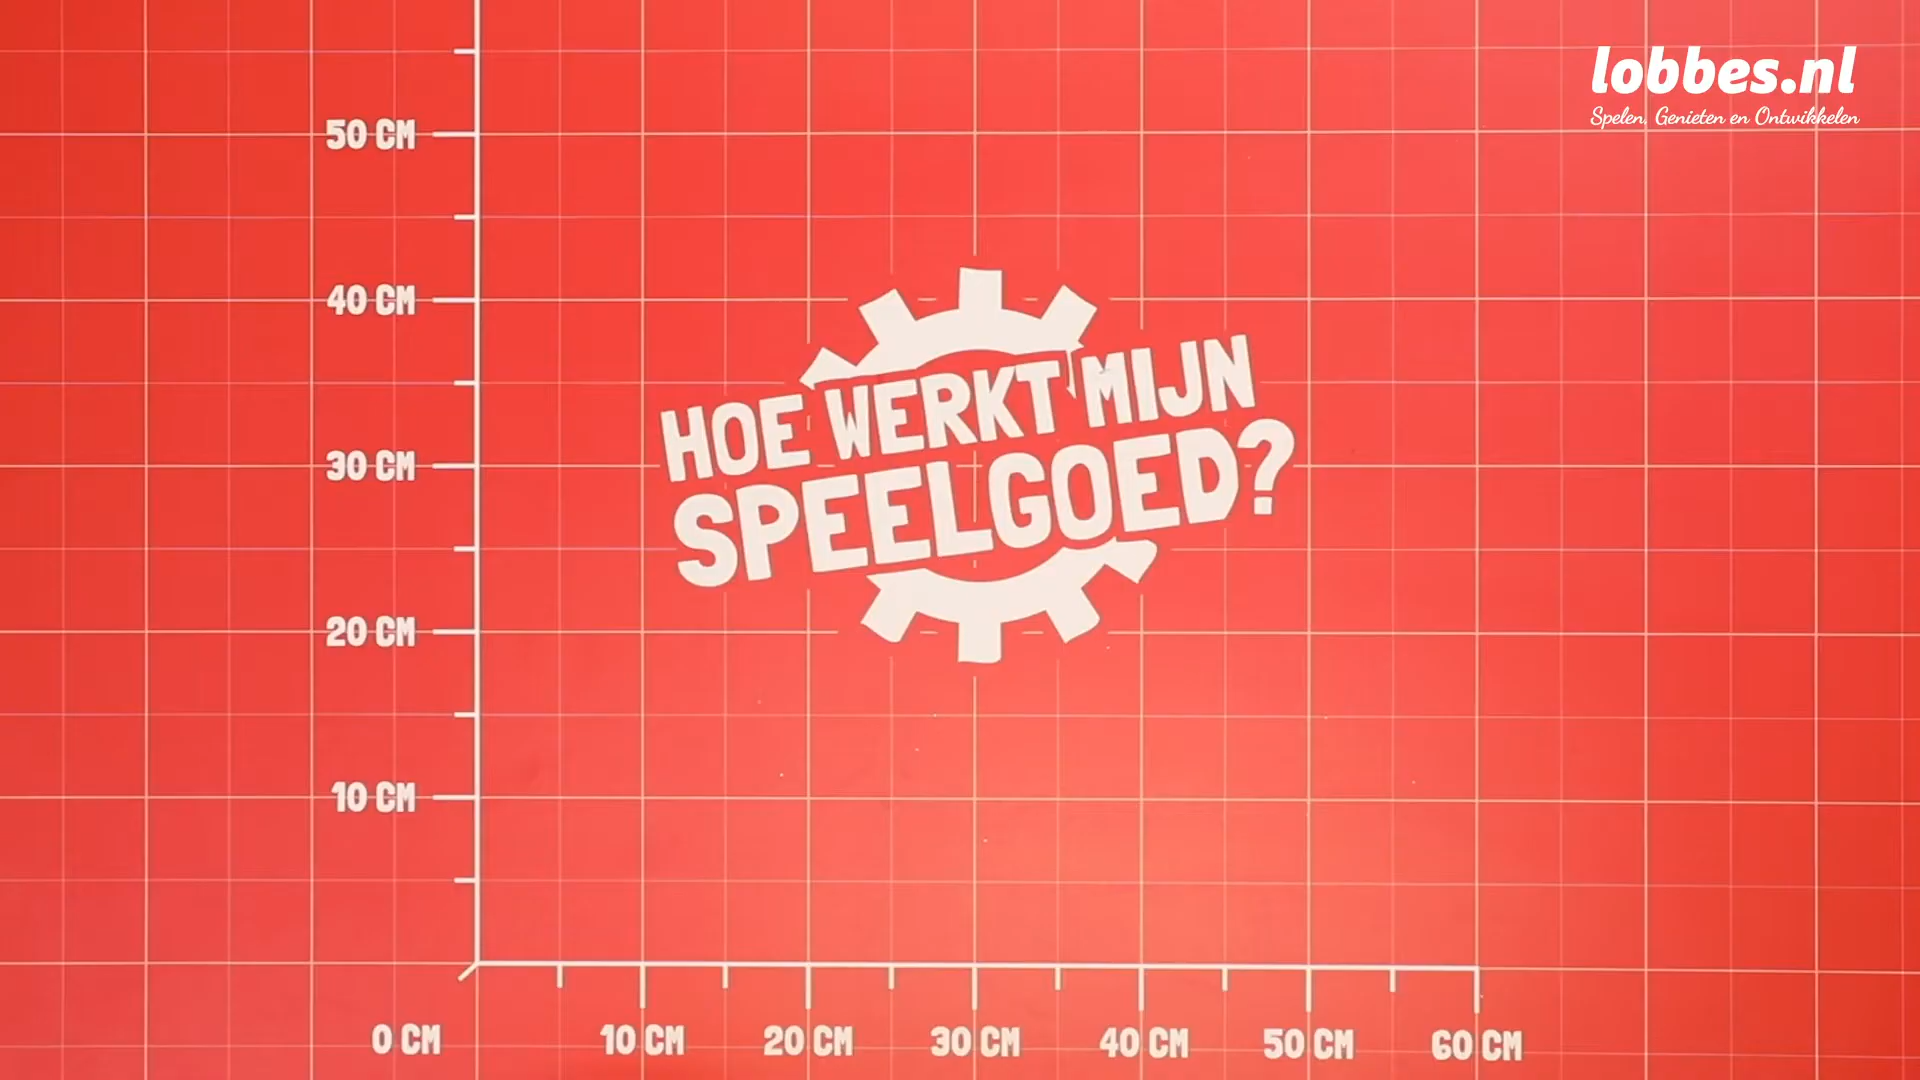 lobbes.nl
Spelen, Genieten en Ontwikkelen
50 CM
40 CM
HOE WERKT MIJN
SPEELGOED?
30 CM
20 CM
10 CM
0 CM 10 CM 20 CM 30 CM 40 CM 50 CM 60 CM